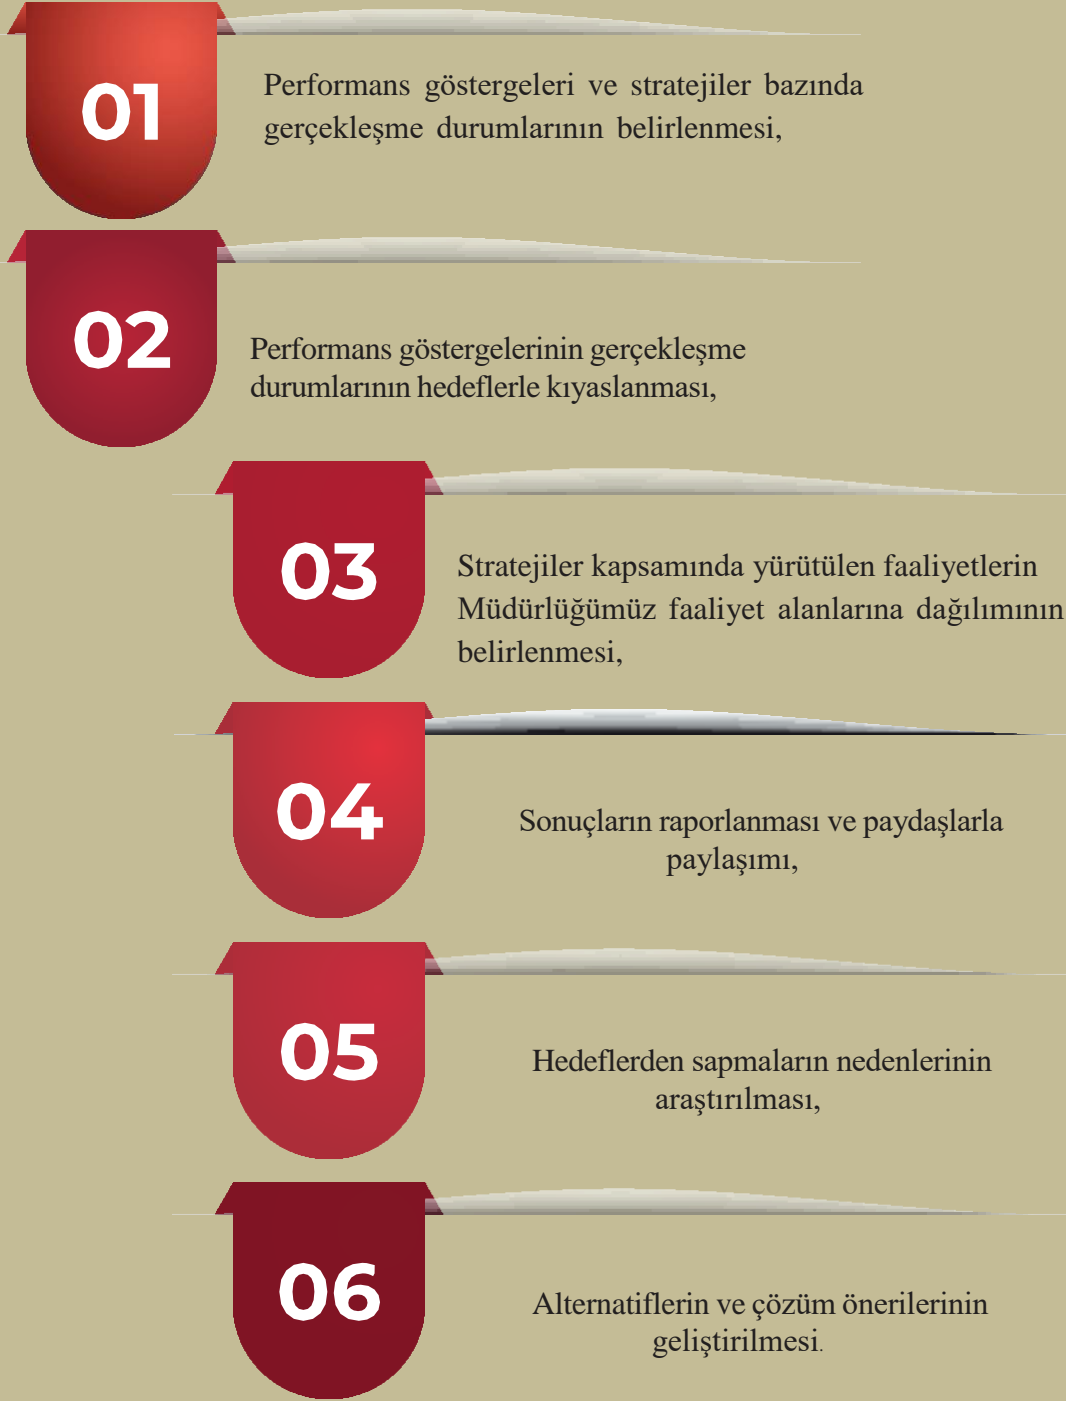 01
Performans göstergeleri ve stratejiler bazında
gerçekleşme durumlarının belirlenmesi,
02
Performans göstergelerinin gerçekleşme
durumlarının hedeflerle kıyaslanması,
03
Stratejiler kapsamında yürütülen faaliyetlerin
Müdürlüğümüz faaliyet alanlarına dağılımının
belirlenmesi,
04
Sonuçların raporlanması ve paydaşlarla
paylaşımı,
05
Hedeflerden sapmaların nedenlerinin
araştırılması,
06
Alternatiflerin ve çözüm önerilerinin
geliştirilmesi.